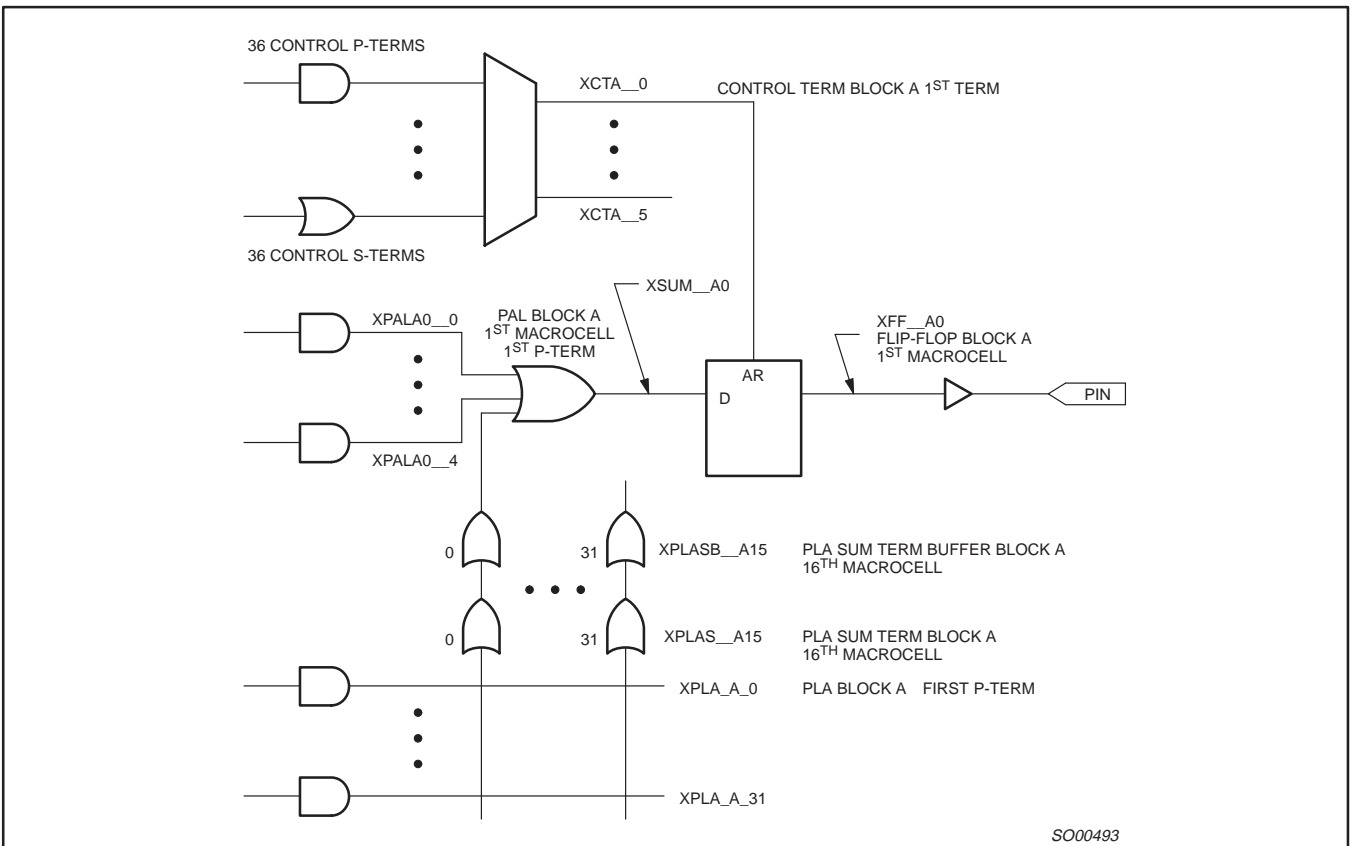 36 CONTROL P-TERMS
XCTA__0
CONTROL TERM BLOCK A 1ST TERM
XCTA__5
36 CONTROL S-TERMS
XSUM__A0
XPALA0__0
PAL BLOCK A
1ST MACROCELL
1ST P-TERM
XFF__A0
FLIP-FLOP BLOCK A
1ST MACROCELL
AR
D
PIN
XPALA0__4
0
31
XPLASB__A15
PLA SUM TERM BUFFER BLOCK A
16TH MACROCELL
0
31
XPLAS__A15
PLA SUM TERM BLOCK A
16TH MACROCELL
XPLA_A_0
PLA BLOCK A FIRST P-TERM
XPLA_A_31
SO00493